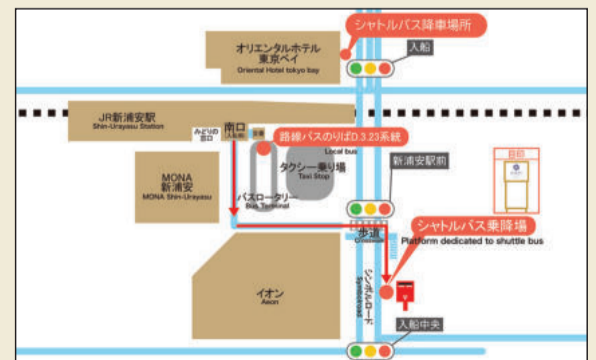 シャトルバス降車場所
オリエンタルホテル
東京ベイ
Oriental Hotel tokyo bay
入船
JR新浦安駅
Shin-Urayasu Station
みどりの
窓口
南口
路線バスのりばD.3.23系統
Local bus
タクシー乗り場
Taxi Stop
新浦安駅前
目印
MONA
新浦安
MONA Shin-Urayasu
バスロータリー
Bus Terminal
歩道
Crosswalk
シャトルバス乗降場
Platform dedicated to shuttle bus
イオン
Aeon
シンボルロード
Symbolroad
入船中央